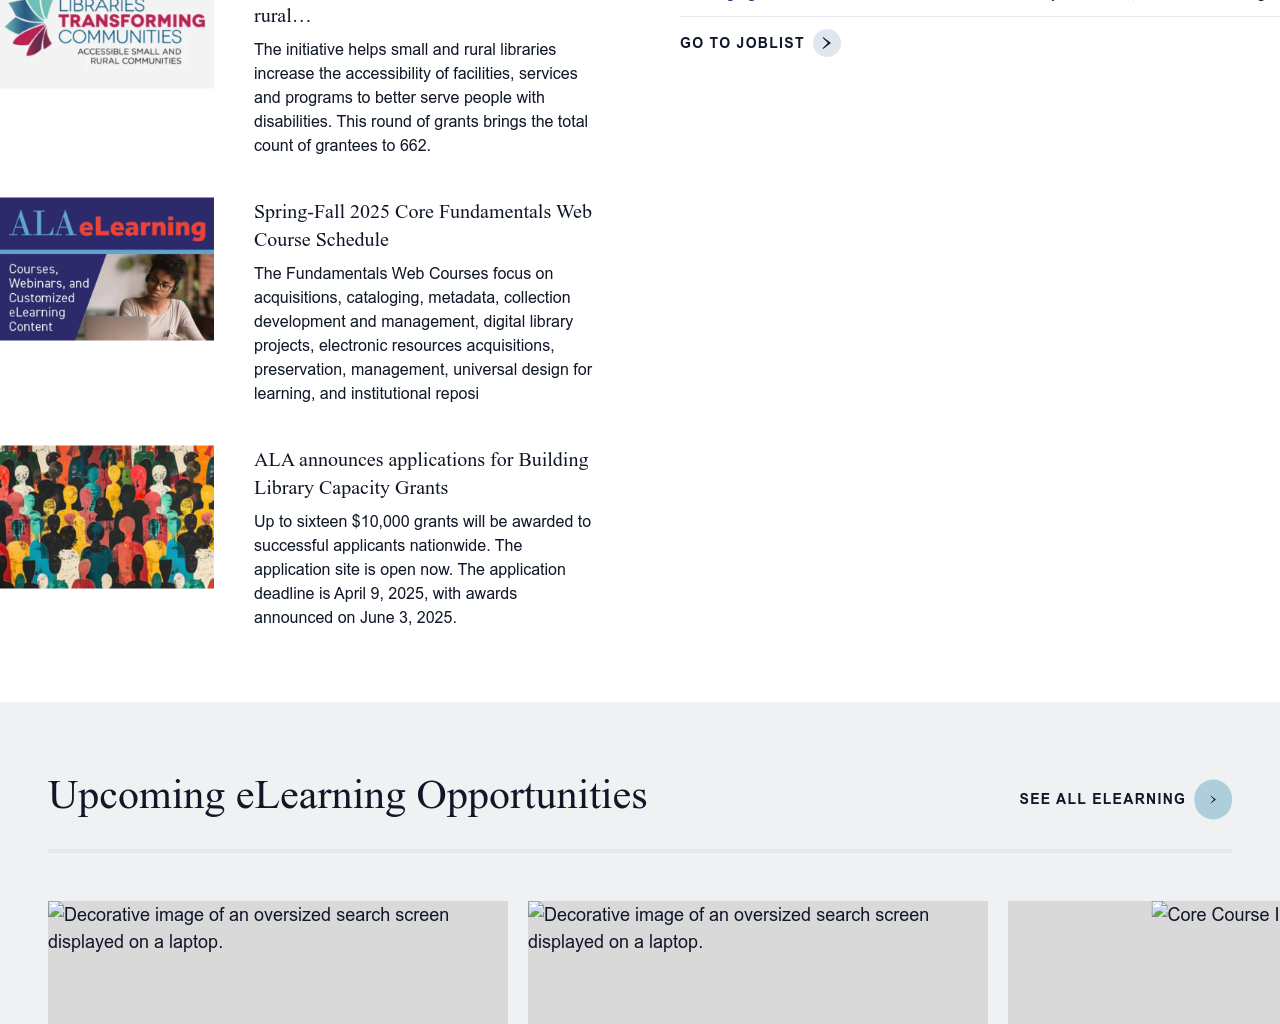 LIBRARIES
TRANSFORMING
COMMUNITIES
ACCESSIBLE SMALL AND
RURAL COMMUNITIES
rural…
The initiative helps small and rural libraries
increase the accessibility of facilities, services
and programs to better serve people with
disabilities. This round of grants brings the total
count of grantees to 662.
GO TO JOBLIST
ALA eLearning
Courses,
Webinars, and
Customized
eLearning
Content
Spring-Fall 2025 Core Fundamentals Web
Course Schedule
The Fundamentals Web Courses focus on
acquisitions, cataloging, metadata, collection
development and management, digital library
projects, electronic resources acquisitions,
preservation, management, universal design for
learning, and institutional reposi
ALA announces applications for Building
Library Capacity Grants
Up to sixteen $10,000 grants will be awarded to
successful applicants nationwide. The
application site is open now. The application
deadline is April 9, 2025, with awards
announced on June 3, 2025.
Upcoming eLearning Opportunities
SEE ALL ELEARNING
Decorative image of an oversized search screen
displayed on a laptop.
Decorative image of an oversized search screen
displayed on a laptop.
Core Course